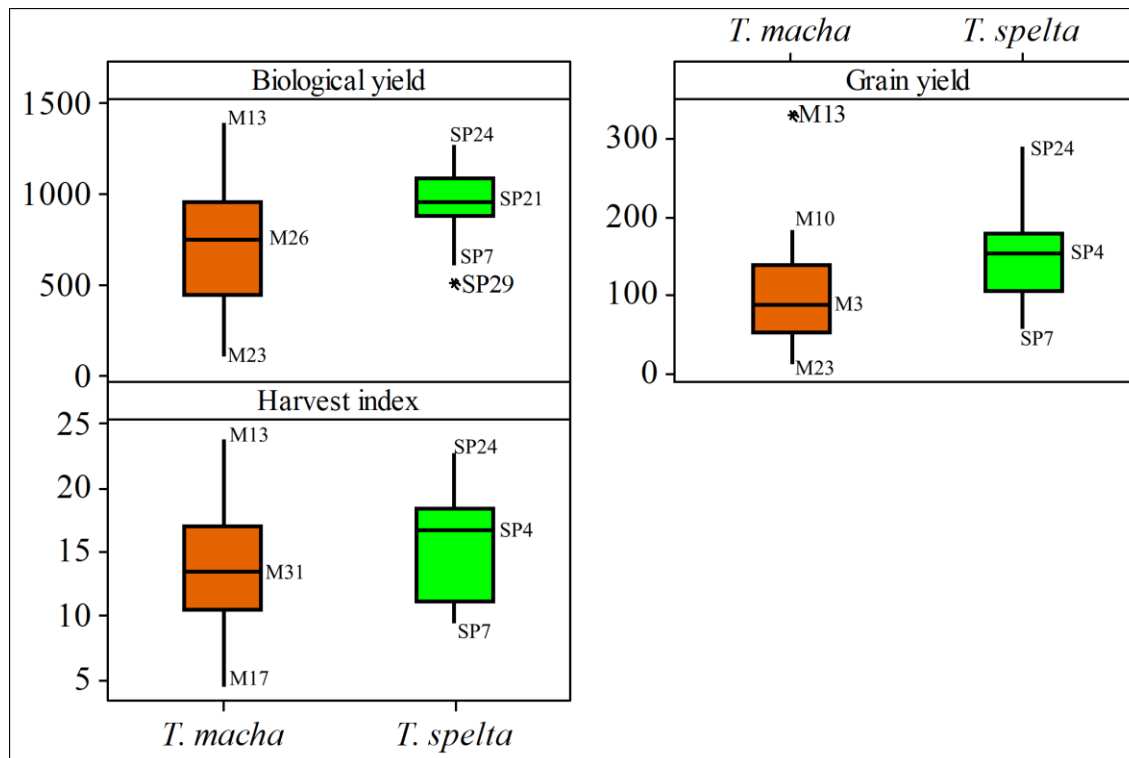 T. macha T. spelta
Biological yield
Grain yield
1500
1000
500
0
M13
M26
M23
SP24
SP21
SP7
*SP29
300
200
100
0
*M13
M10
M3
M23
SP24
SP4
SP7
Harvest index
25
20
15
10
5
M13
M31
M17
SP24
SP4
SP7
T. macha T. spelta